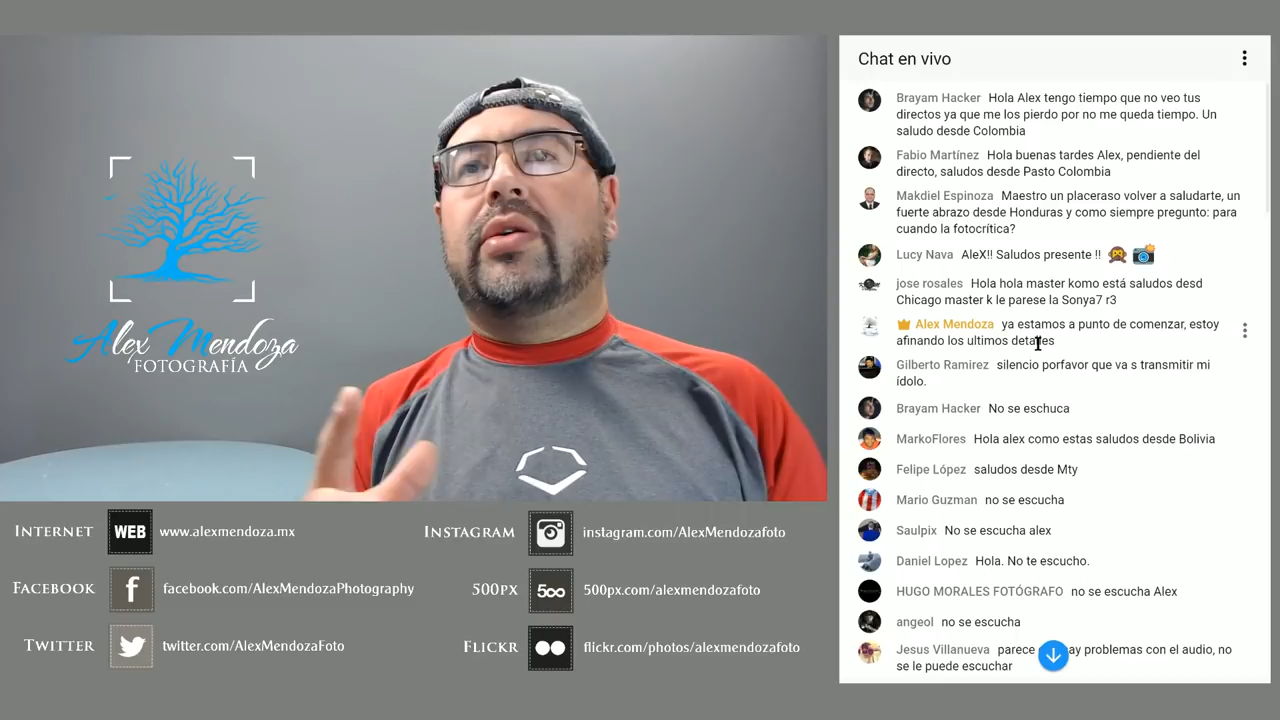 Alex Mendoza
FOTOGRAFÍA
INTERNET WEB www.alexmendoza.mx
FACEBOOK f facebook.com/AlexMendozaPhotography
TWITTER twitter.com/AlexMendozaFoto
INSTAGRAM instagram.com/AlexMendozafoto
500PX 500 500px.com/alexmendozafoto
FLICKR flickr.com/photos/alexmendozafoto
Chat en vivo
Brayam Hacker Hola Alex tengo tiempo que no veo tus
directos ya que me los pierdo por no me queda tiempo. Un
saludo desde Colombia
Fabio Martínez Hola buenas tardes Alex, pendiente del
directo, saludos desde Pasto Colombia
Makdiel Espinoza Maestro un placeraso volver a saludarte, un
fuerte abrazo desde Honduras y como siempre pregunto: para
cuando la fotocrítica?
Lucy Nava AleX!! Saludos presente !!
jose rosales Hola hola master komo está saludos desd
Chicago master k le parese la Sonya7 r3
Alex Mendoza ya estamos a punto de comenzar, estoy
afinando los ultimos detalles
Gilberto Ramirez silencio porfavor que va s transmitir mi
ídolo.
Brayam Hacker No se eschuca
MarkoFlores Hola alex como estas saludos desde Bolivia
Felipe López saludos desde Mty
Mario Guzman no se escucha
Saulpix No se escucha alex
Daniel Lopez Hola. No te escucho.
HUGO MORALES FOTÓGRAFO no se escucha Alex
angeol no se escucha
Jesus Villanueva parece hay problemas con el audio, no
se le puede escuchar